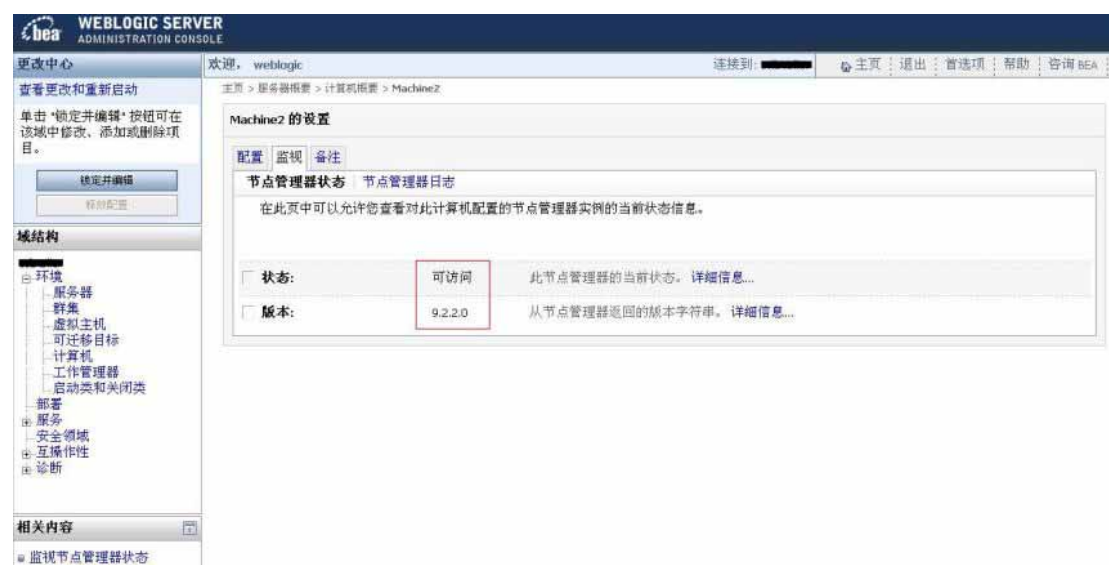 bea
WEBLOGIC SERVER
ADMINISTRATION CONSOLE
更改中心
查看更改和重新启动
单击"锁定并编辑"按钮可在
该域中修改、添加或删除项
目。
锁定并编辑
欢迎, weblogic
连接到:
主页 退出 首选项 帮助 咨询 BEA
主页 > 服务器概要 > 计算机概要 > Machine2
Machine2 的设置
配置 监视 备注
节点管理器状态 节点管理器日志
在此页中可以允许您查看对此计算机配置的节点管理器实例的当前状态信息。
状态: 可访问 此节点管理器的当前状态。 详细信息...
版本: 9.2.2.0 从节点管理器返回的版本字符串。 详细信息...
域结构
环境
服务器
群集
虚拟主机
可迁移目标
计算机
工作管理器
启动类和关闭类
部署
服务
安全领域
互操作性
诊断
相关内容
监视节点管理器状态